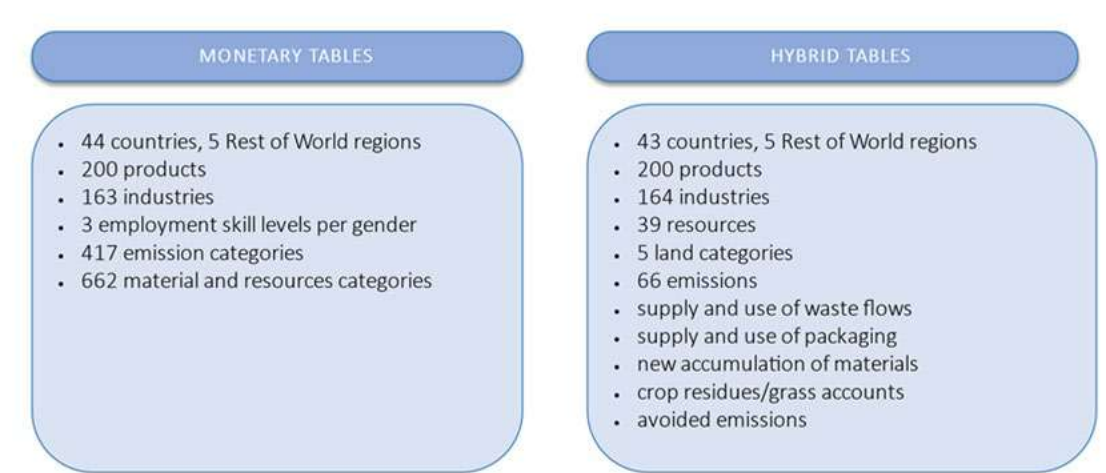 MONETARY TABLES
• 44 countries, 5 Rest of World regions
• 200 products
• 163 industries
• 3 employment skill levels per gender
• 417 emission categories
• 662 material and resources categories
HYBRID TABLES
• 43 countries, 5 Rest of World regions
• 200 products
• 164 industries
• 39 resources
• 5 land categories
• 66 emissions
• supply and use of waste flows
• supply and use of packaging
• new accumulation of materials
• crop residues/grass accounts
• avoided emissions